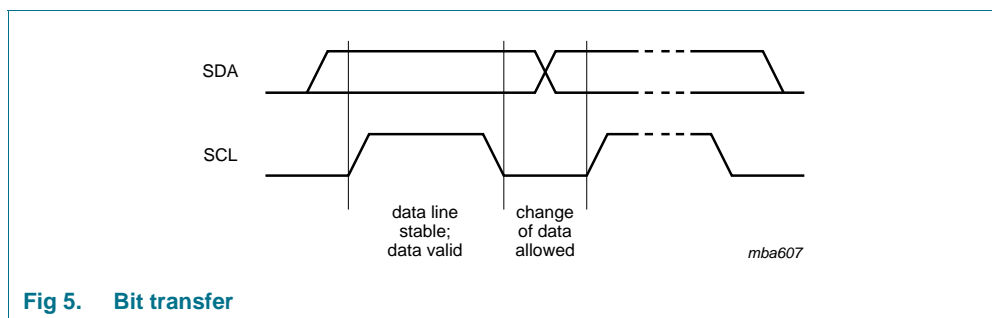 SDA
SCL
data line
stable;
data valid
change
of data
allowed
mba607
Fig 5. Bit transfer